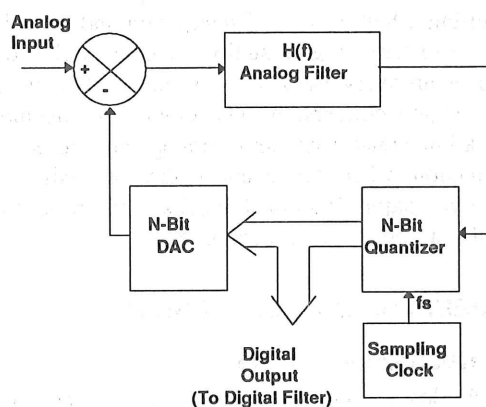 Analog
Input
+
-
H(f)
Analog Filter
N-Bit
DAC
N-Bit
Quantizer
fs
Sampling
Clock
Digital
Output
(To Digital Filter)